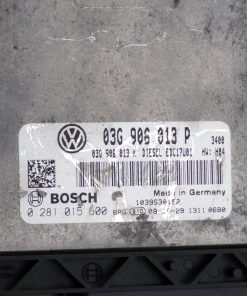 03G 906 013 P 3400
03G 906 013 DIESEL EDC17U01 HW: H04
Made in Germany
BOSCH
0 281 015 600